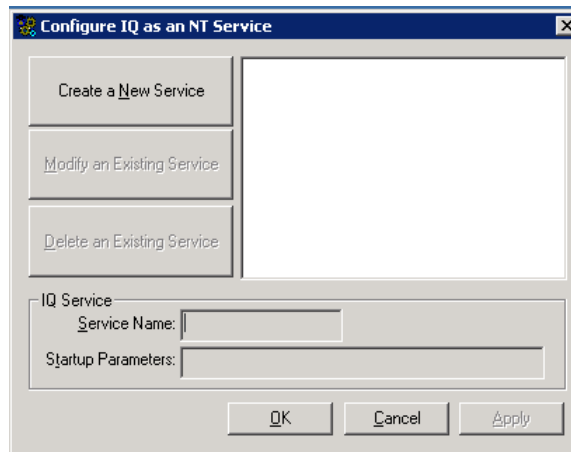 Configure IQ as an NT Service
Create a New Service
Modify an Existing Service
Delete an Existing Service
IQ Service
Service Name:
Startup Parameters:
OK
Cancel
Apply